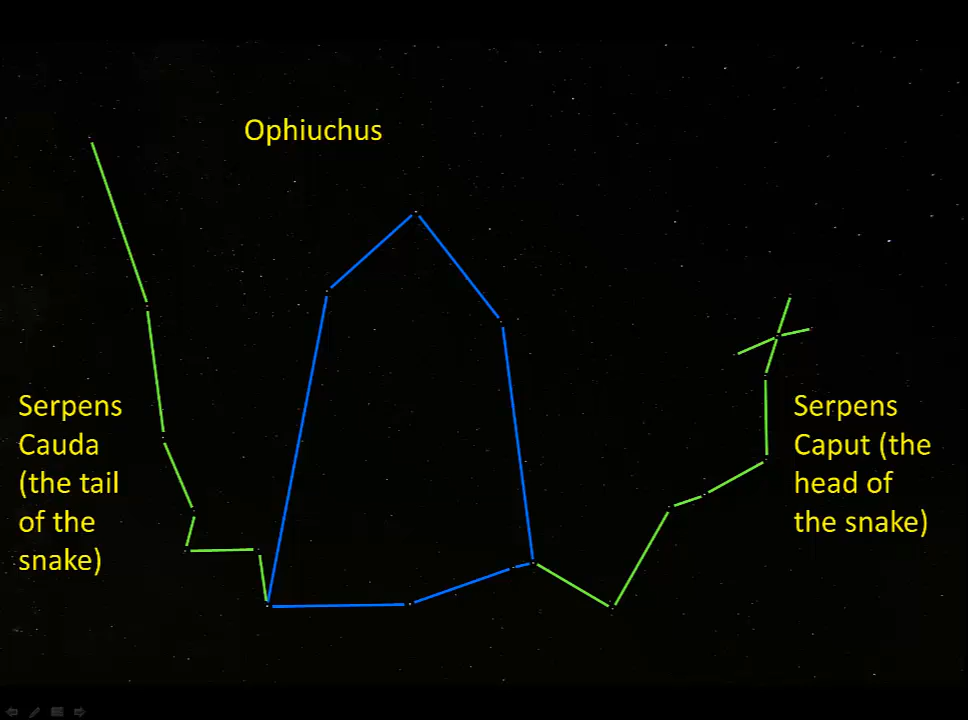 Ophiuchus
Serpens
Cauda
(the tail
of the
snake)
Serpens
Caput (the
head of
the snake)